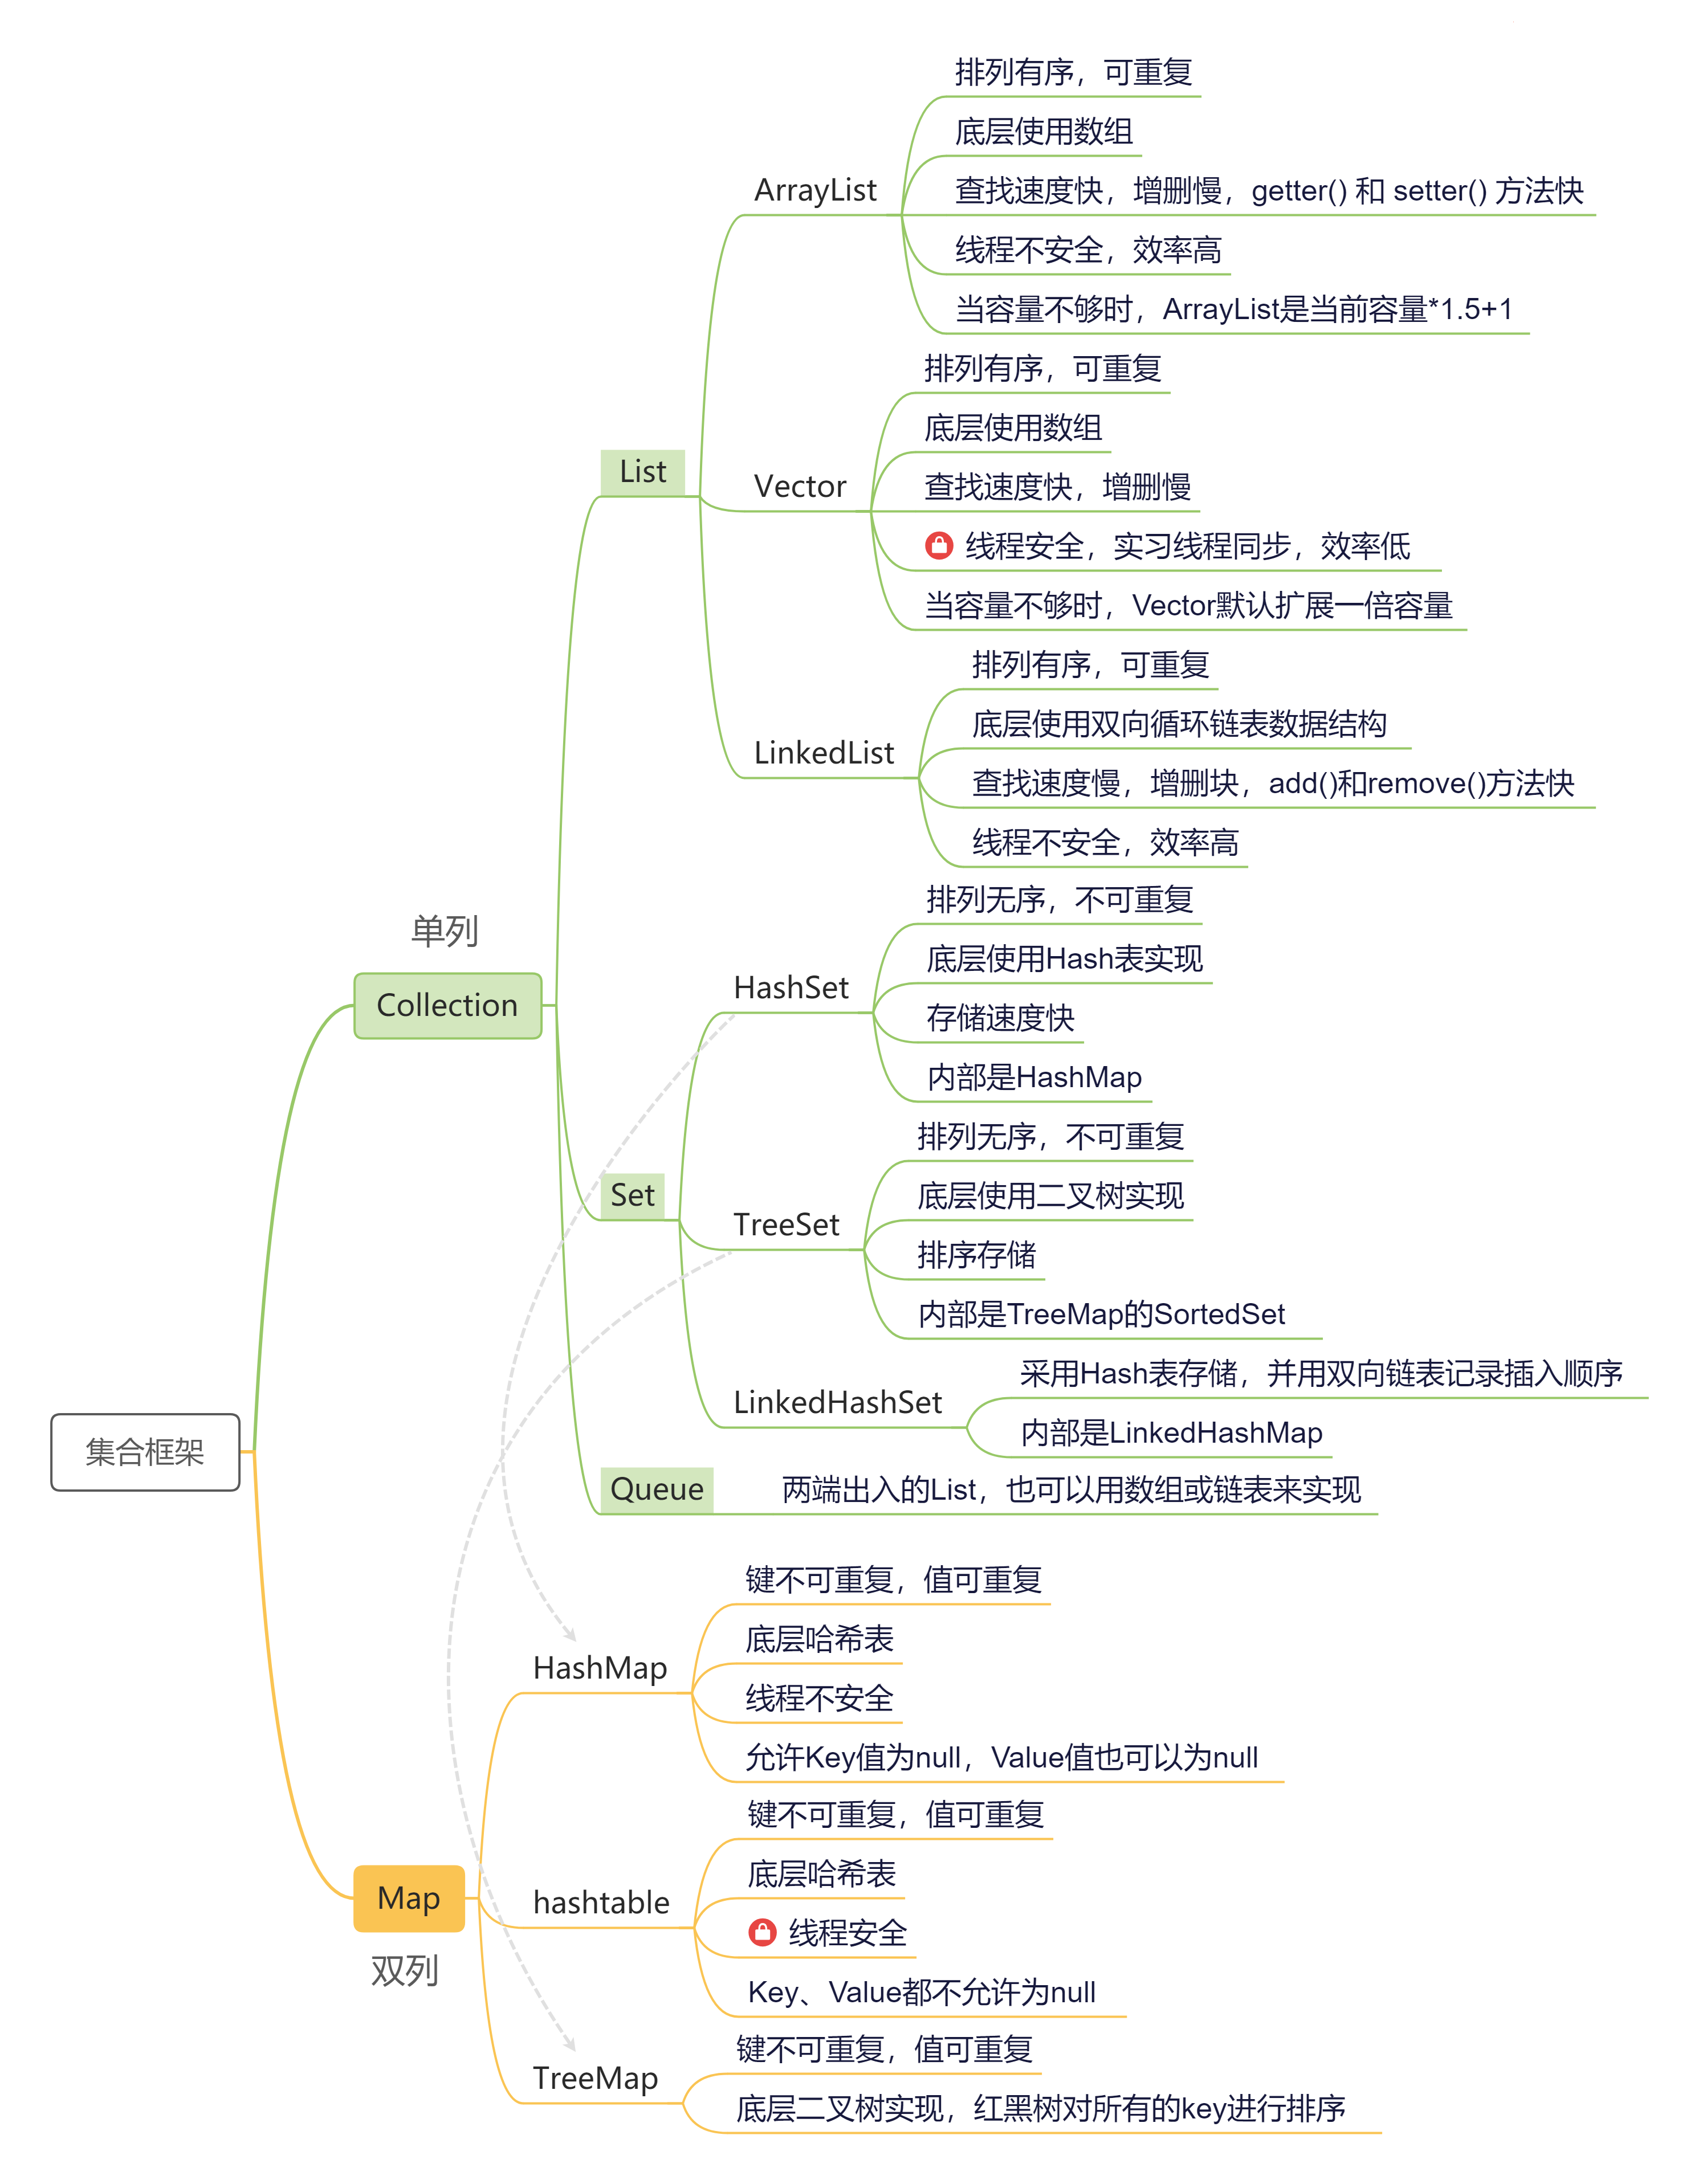 集合框架
单列
Collection
List
ArrayList
排列有序，可重复
底层使用数组
查找速度快，增删慢，getter() 和 setter() 方法快
线程不安全，效率高
当容量不够时，ArrayList是当前容量*1.5+1
Vector
排列有序，可重复
底层使用数组
查找速度快，增删慢
线程安全，实习线程同步，效率低
当容量不够时，Vector默认扩展一倍容量
LinkedList
排列有序，可重复
底层使用双向循环链表数据结构
查找速度慢，增删块，add()和remove()方法快
线程不安全，效率高
Set
HashSet
排列无序，不可重复
底层使用Hash表实现
存储速度快
内部是HashMap
TreeSet
排列无序，不可重复
底层使用二叉树实现
排序存储
内部是TreeMap的SortedSet
LinkedHashSet
采用Hash表存储，并用双向链表记录插入顺序
内部是LinkedHashMap
Queue
两端出入的List，也可以用数组或链表来实现
Map
双列
HashMap
键不可重复，值可重复
底层哈希表
线程不安全
允许Key值为null，Value值也可以为null
hashtable
键不可重复，值可重复
底层哈希表
线程安全
Key、Value都不允许为null
TreeMap
键不可重复，值可重复
底层二叉树实现，红黑树对所有的key进行排序